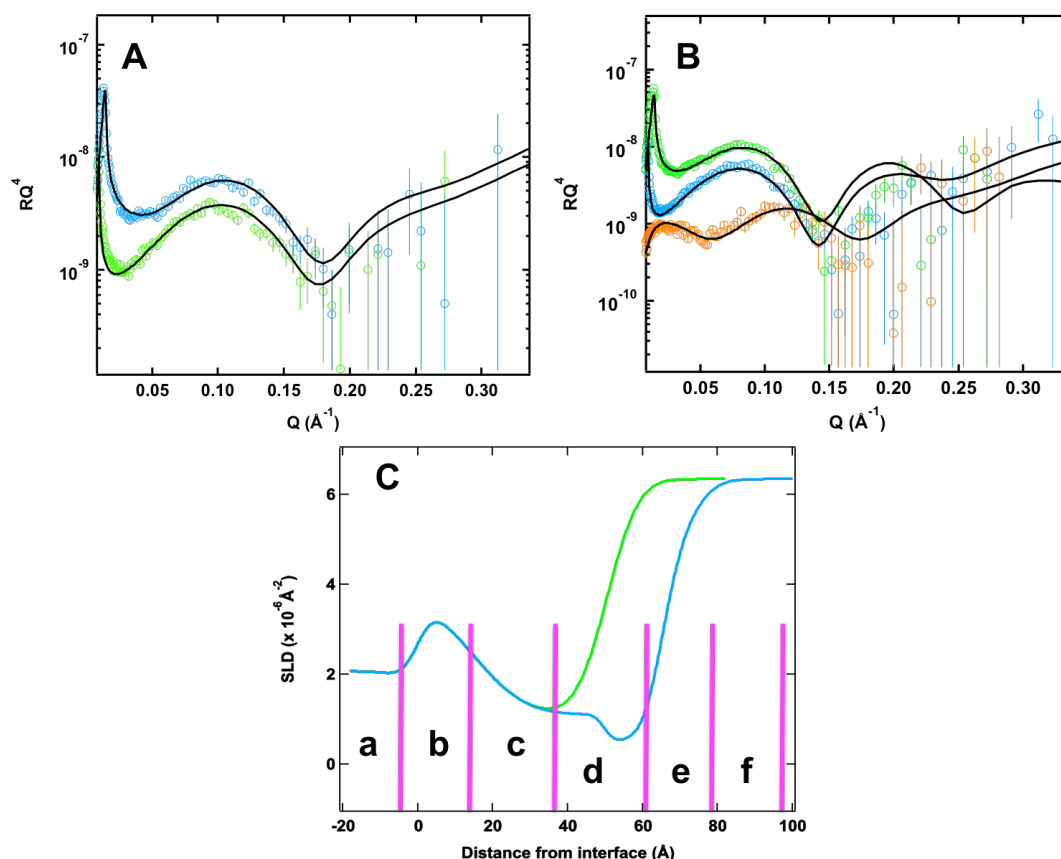 A
10^-7
10^-8
10^-9
RQ^4
0.05 0.10 0.15 0.20 0.25 0.30
Q (Å^-1)
B
10^-7
10^-8
10^-9
10^-10
RQ^4
0.05 0.10 0.15 0.20 0.25 0.30
Q (Å^-1)
C
6
4
2
0
SLD (x 10^-6Å^-2)
a b c d e f
-20 0 20 40 60 80 100
Distance from interface (Å)